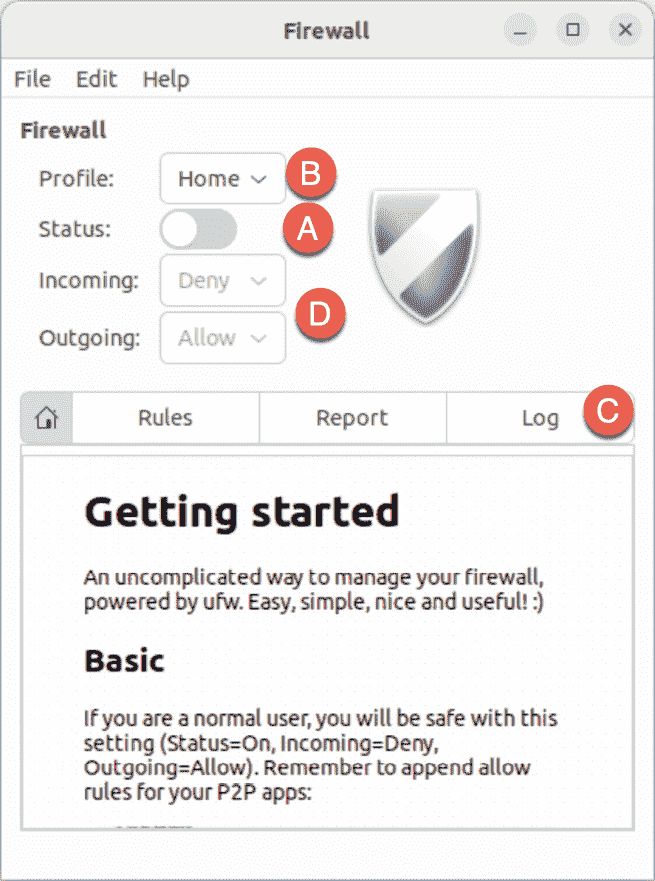 Firewall
File Edit Help
Firewall
Profile: Home B
Status: A
Incoming: Deny
D
Outgoing: Allow
Rules Report Log C
Getting started
An uncomplicated way to manage your firewall,
powered by ufw. Easy, simple, nice and useful! :)
Basic
If you are a normal user, you will be safe with this
setting (Status=On, Incoming=Deny,
Outgoing=Allow). Remember to append allow
rules for your P2P apps: